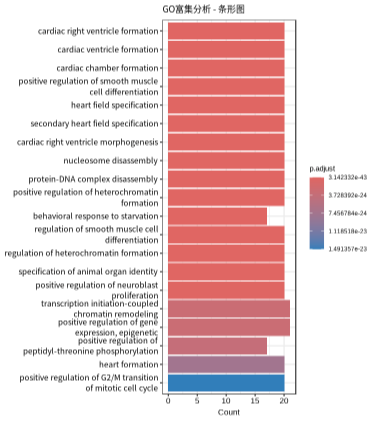 GO富集分析 - 条形图
cardiac right ventricle formation
cardiac ventricle formation
cardiac chamber formation
positive regulation of smooth muscle
cell differentiation
heart field specification
secondary heart field specification
cardiac right ventricle morphogenesis
nucleosome disassembly
protein-DNA complex disassembly
positive regulation of heterochromatin
formation
behavioral response to starvation
regulation of smooth muscle cell
differentiation
regulation of heterochromatin formation
specification of animal organ identity
positive regulation of neuroblast
proliferation
transcription initiation-coupled
chromatin remodeling
positive regulation of gene
expression, epigenetic
positive regulation of
peptidyl-threonine phosphorylation
heart formation
positive regulation of G2/M transition
of mitotic cell cycle
0 5 10 15 20
Count
p.adjust
3.142332e-43
3.728392e-24
7.456784e-24
1.118518e-23
1.491357e-23